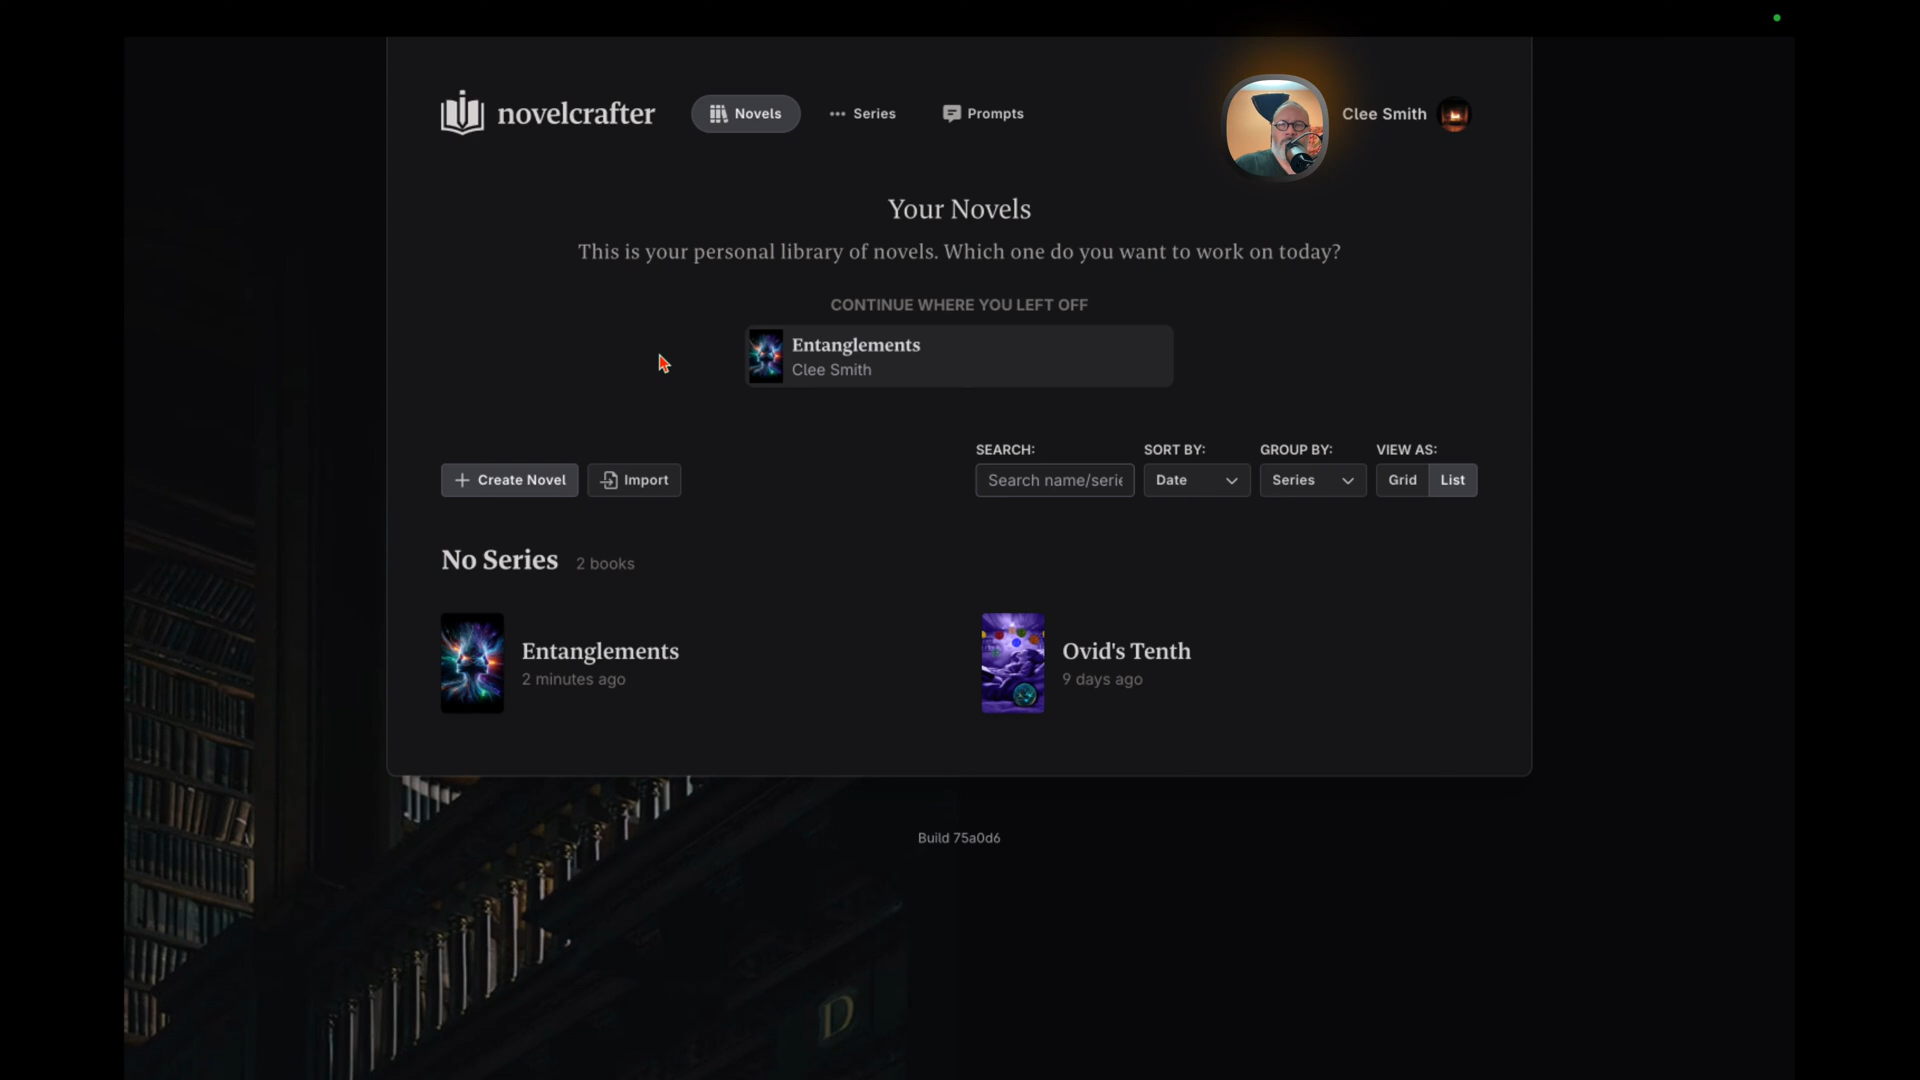 novelcrafter
Novels
Series
Prompts
Clee Smith
Your Novels
This is your personal library of novels. Which one do you want to work on today?
CONTINUE WHERE YOU LEFT OFF
Entanglements
Clee Smith
SEARCH:
SORT BY:
GROUP BY:
VIEW AS:
Create Novel
Import
Search name/serie
Date
Series
Grid
List
No Series 2 books
Entanglements
2 minutes ago
Ovid's Tenth
9 days ago
Build 75a0d6
D